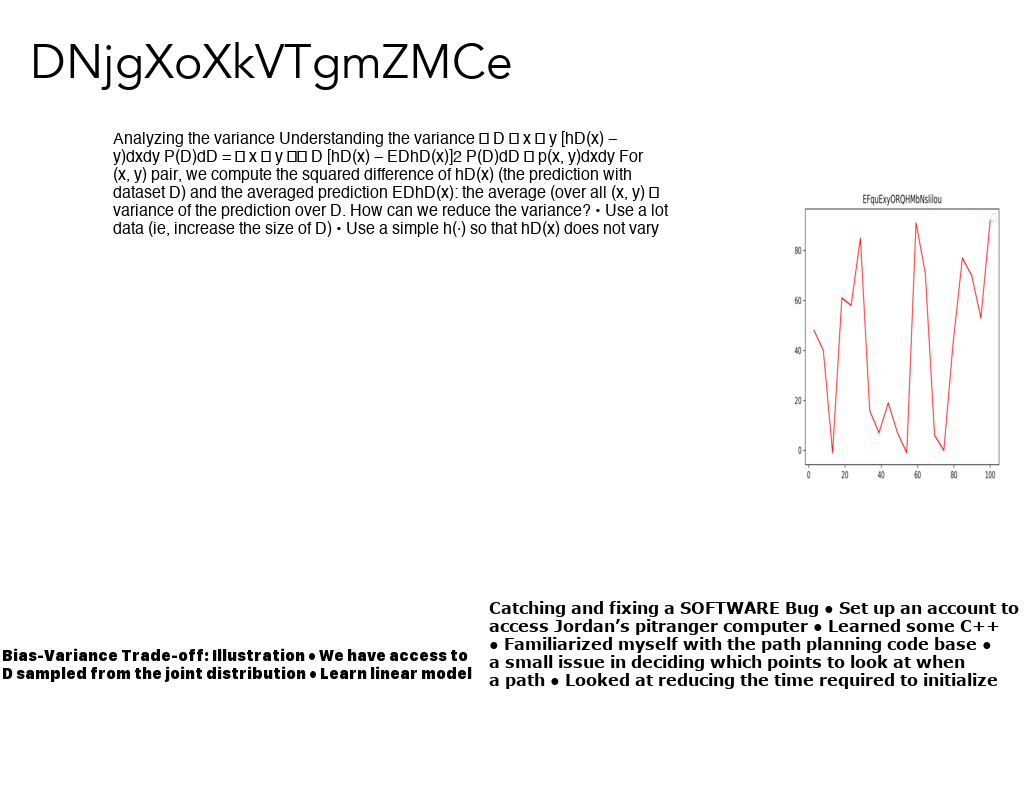 DNjgXoXkVTgmZMCe
Analyzing the variance Understanding the variance � D � x � y [hD(x) −
y)dxdy P(D)dD = � x � y �� D [hD(x) − EDhD(x)]2 P(D)dD � p(x, y)dxdy For
(x, y) pair, we compute the squared difference of hD(x) (the prediction with
dataset D) and the averaged prediction EDhD(x): the average (over all (x, y) �
variance of the prediction over D. How can we reduce the variance? • Use a lot
data (ie, increase the size of D) • Use a simple h(·) so that hD(x) does not vary
EFquExyORQHMbNsIilou
80
60
40
20
0
0 20 40 60 80 100
Catching and fixing a SOFTWARE Bug ● Set up an account to
access Jordan’s pitranger computer ● Learned some C++
● Familiarized myself with the path planning code base ●
a small issue in deciding which points to look at when
a path ● Looked at reducing the time required to initialize
Bias-Variance Trade-off: Illustration • We have access to
D sampled from the joint distribution • Learn linear model